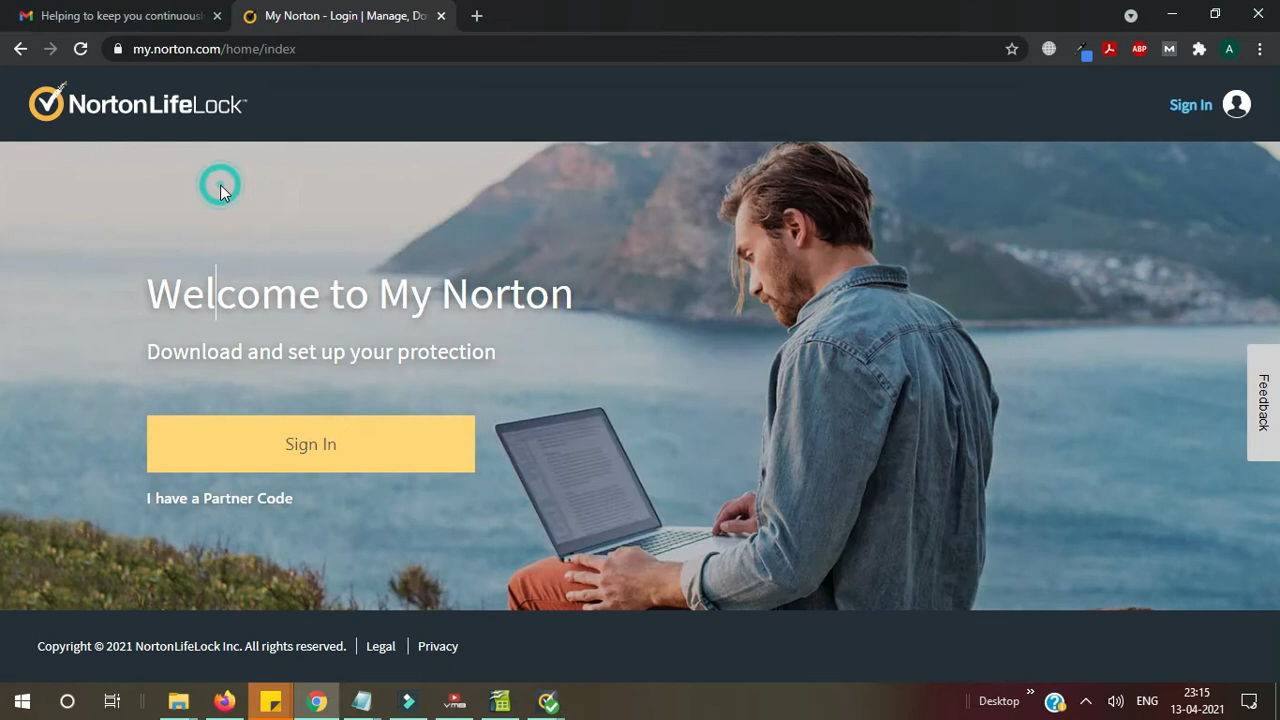 Helping to keep you continuousl
My Norton - Login | Manage, Do
my.norton.com/home/index
ABP
M
A
NortonLifeLock™
Sign In
Welcome to My Norton
Download and set up your protection
Sign In
I have a Partner Code
Feedback
Copyright © 2021 NortonLifeLock Inc. All rights reserved.
Legal
Privacy
Desktop
ENG
23:15
13-04-2021